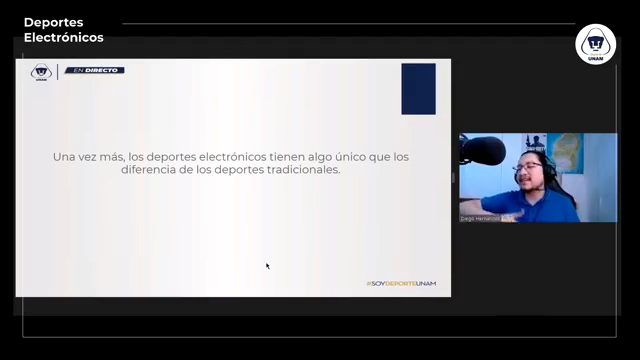 Deportes
Electrónicos
UNAM
UNAM
EN DIRECTO
Una vez más, los deportes electrónicos tienen algo único que los
diferencia de los deportes tradicionales.
#SOYDEPORTEUNAM